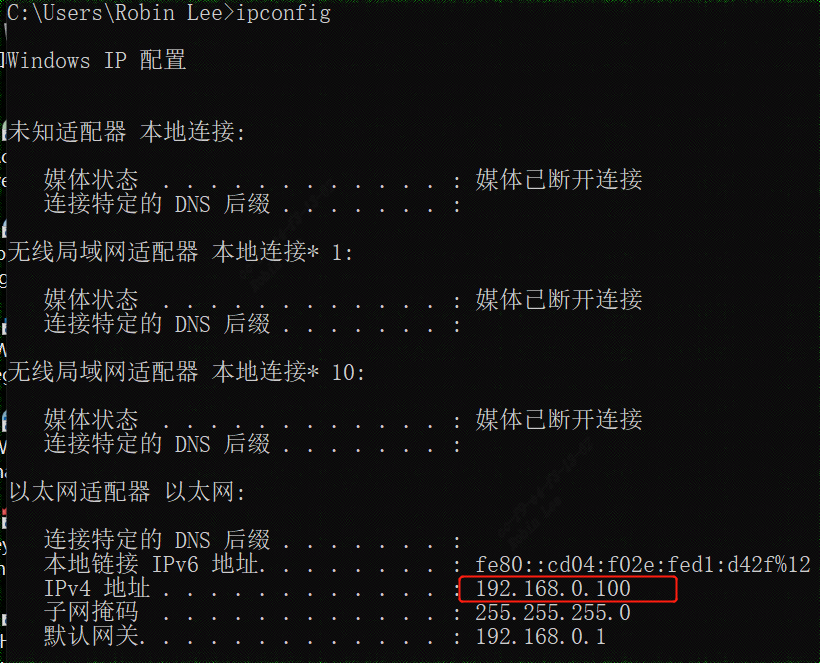 C:\Users\Robin Lee>ipconfig
Windows IP 配置
未知适配器 本地连接:
媒体状态 . . . . . . . . . . . . : 媒体已断开连接
连接特定的 DNS 后缀 . . . . . . . :
无线局域网适配器 本地连接* 1:
媒体状态 . . . . . . . . . . . . : 媒体已断开连接
连接特定的 DNS 后缀 . . . . . . . :
无线局域网适配器 本地连接* 10:
媒体状态 . . . . . . . . . . . . : 媒体已断开连接
连接特定的 DNS 后缀 . . . . . . . :
以太网适配器 以太网:
连接特定的 DNS 后缀 . . . . . . . :
本地链接 IPv6 地址. . . . . . . . : fe80::cd04:f02e:fed1:d42f%12
IPv4 地址 . . . . . . . . . . . . : 192.168.0.100
子网掩码 . . . . . . . . . . . . : 255.255.255.0
默认网关. . . . . . . . . . . . . : 192.168.0.1